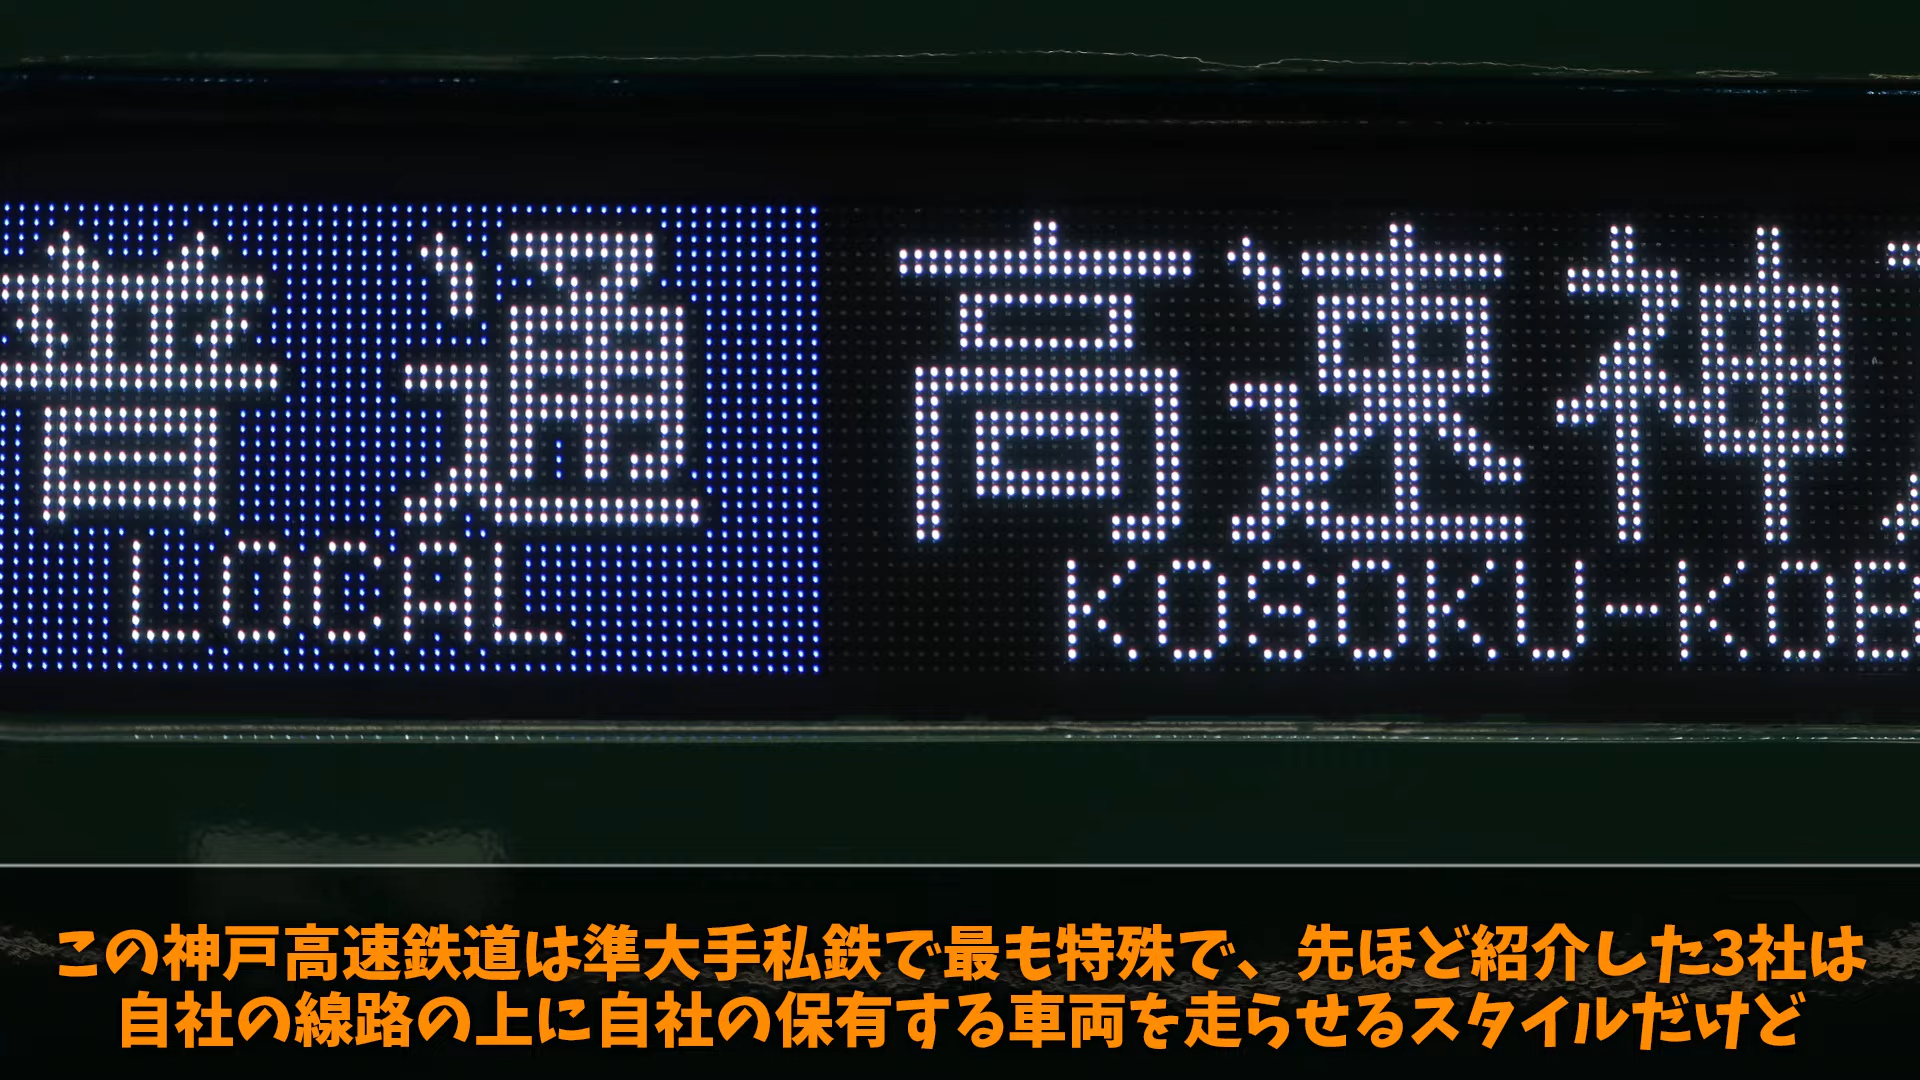 普通 高速神
LOCAL KOSOKU-KOB
この神戸高速鉄道は準大手私鉄で最も特殊で、先ほど紹介した3社は
自社の線路の上に自社の保有する車両を走らせるスタイルだけど